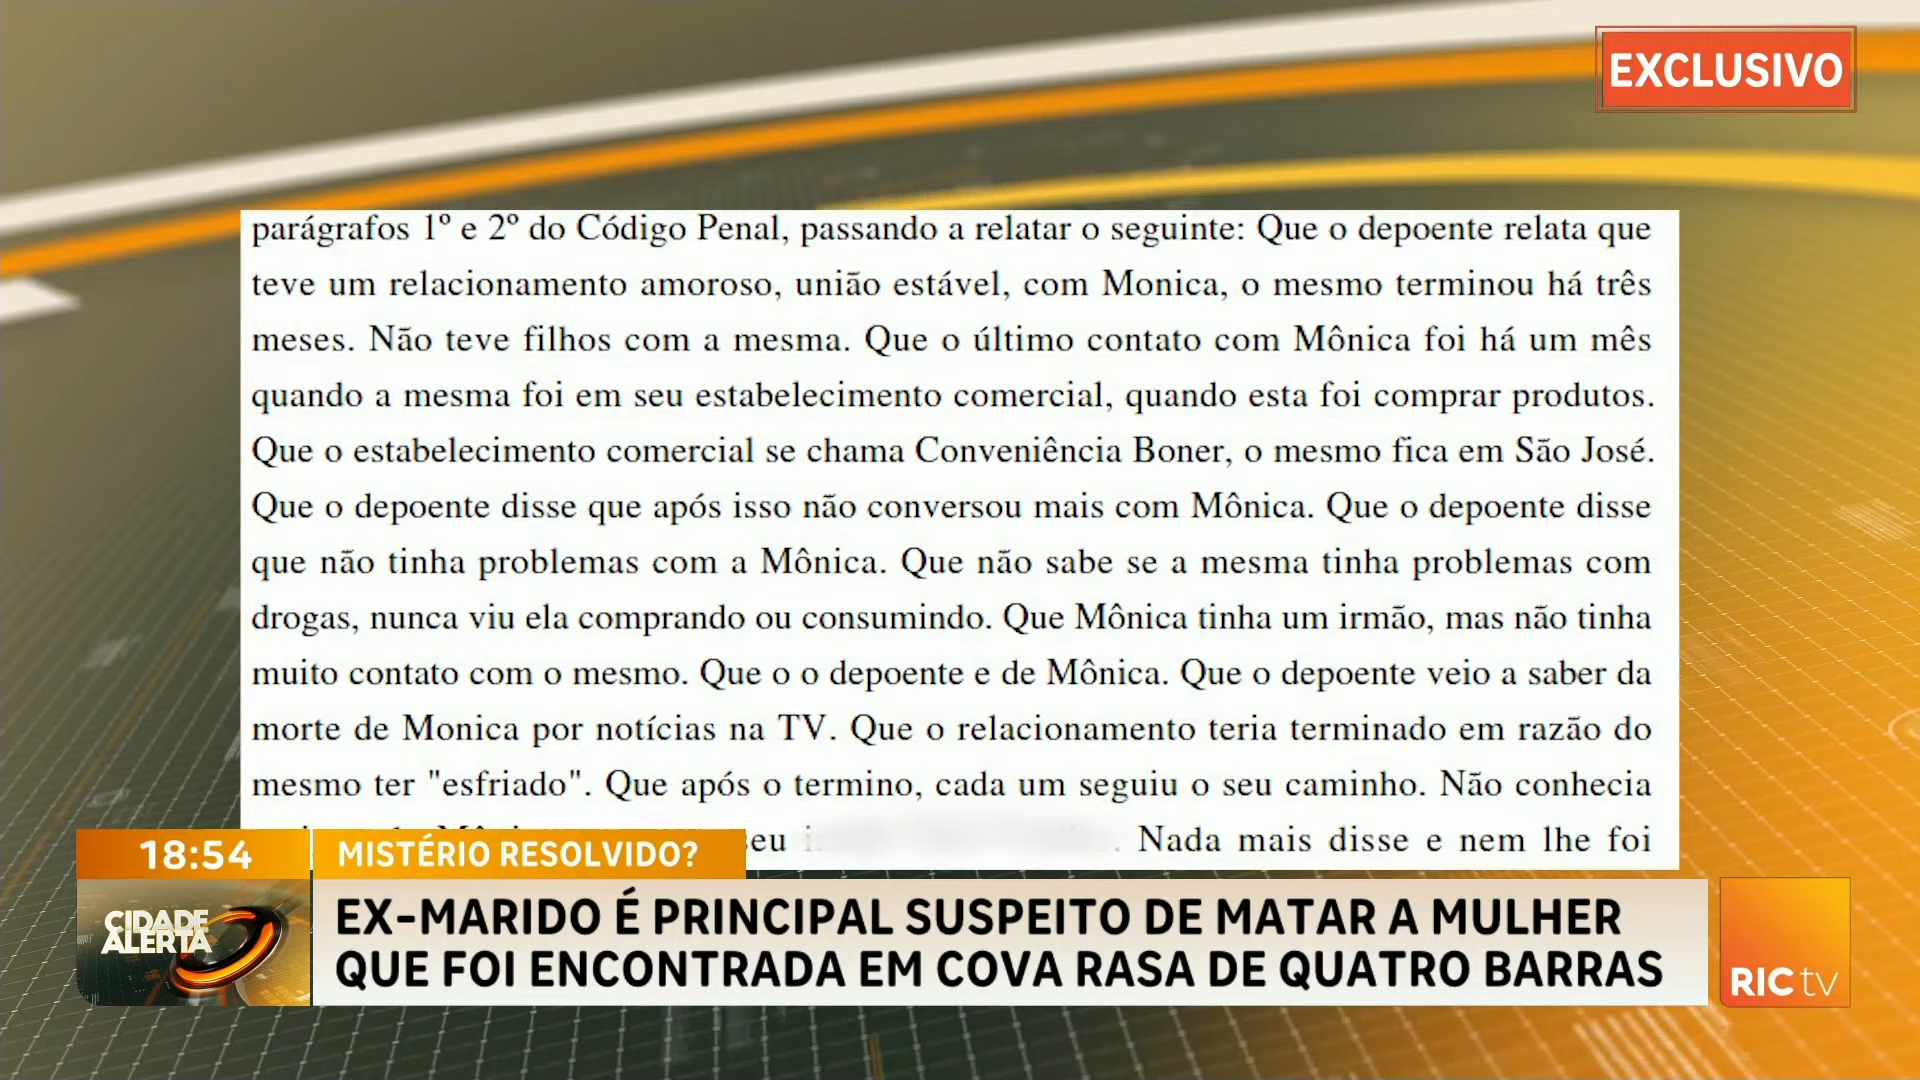 EXCLUSIVO
parágrafos 1º e 2º do Código Penal, passando a relatar o seguinte: Que o depoente relata que
teve um relacionamento amoroso, união estável, com Monica, o mesmo terminou há três
meses. Não teve filhos com a mesma. Que o último contato com Mônica foi há um mês
quando a mesma foi em seu estabelecimento comercial, quando esta foi comprar produtos.
Que o estabelecimento comercial se chama Conveniência Boner, o mesmo fica em São José.
Que o depoente disse que após isso não conversou mais com Mônica. Que o depoente disse
que não tinha problemas com a Mônica. Que não sabe se a mesma tinha problemas com
drogas, nunca viu ela comprando ou consumindo. Que Mônica tinha um irmão, mas não tinha
muito contato com o mesmo. Que o o depoente e de Mônica. Que o depoente veio a saber da
morte de Monica por notícias na TV. Que o relacionamento teria terminado em razão do
mesmo ter "esfriado". Que após o termino, cada um seguiu o seu caminho. Não conhecia
Nada mais disse e nem lhe foi
18:54
MISTÉRIO RESOLVIDO?
CIDADE
ALERTA
EX-MARIDO É PRINCIPAL SUSPEITO DE MATAR A MULHER
QUE FOI ENCONTRADA EM COVA RASA DE QUATRO BARRAS
RIC tv